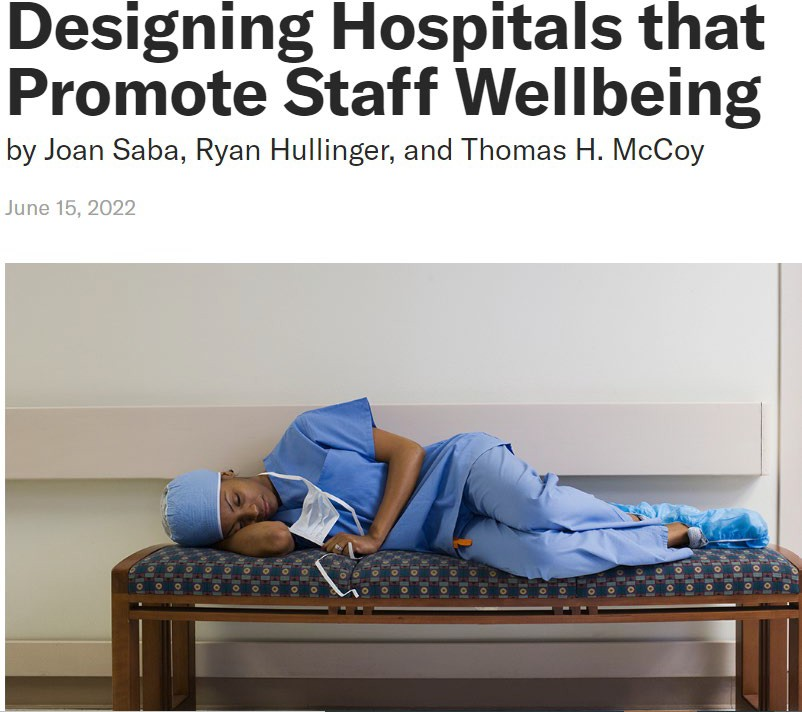 Designing Hospitals that
Promote Staff Wellbeing
by Joan Saba, Ryan Hullinger, and Thomas H. McCoy
June 15, 2022